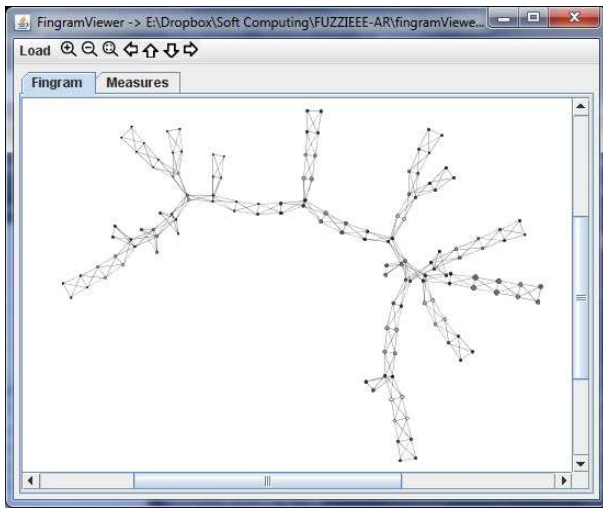 FingramViewer -> E:\Dropbox\Soft Computing\FUZZIEEE-AR\fingramViewe...
Load
Fingram Measures